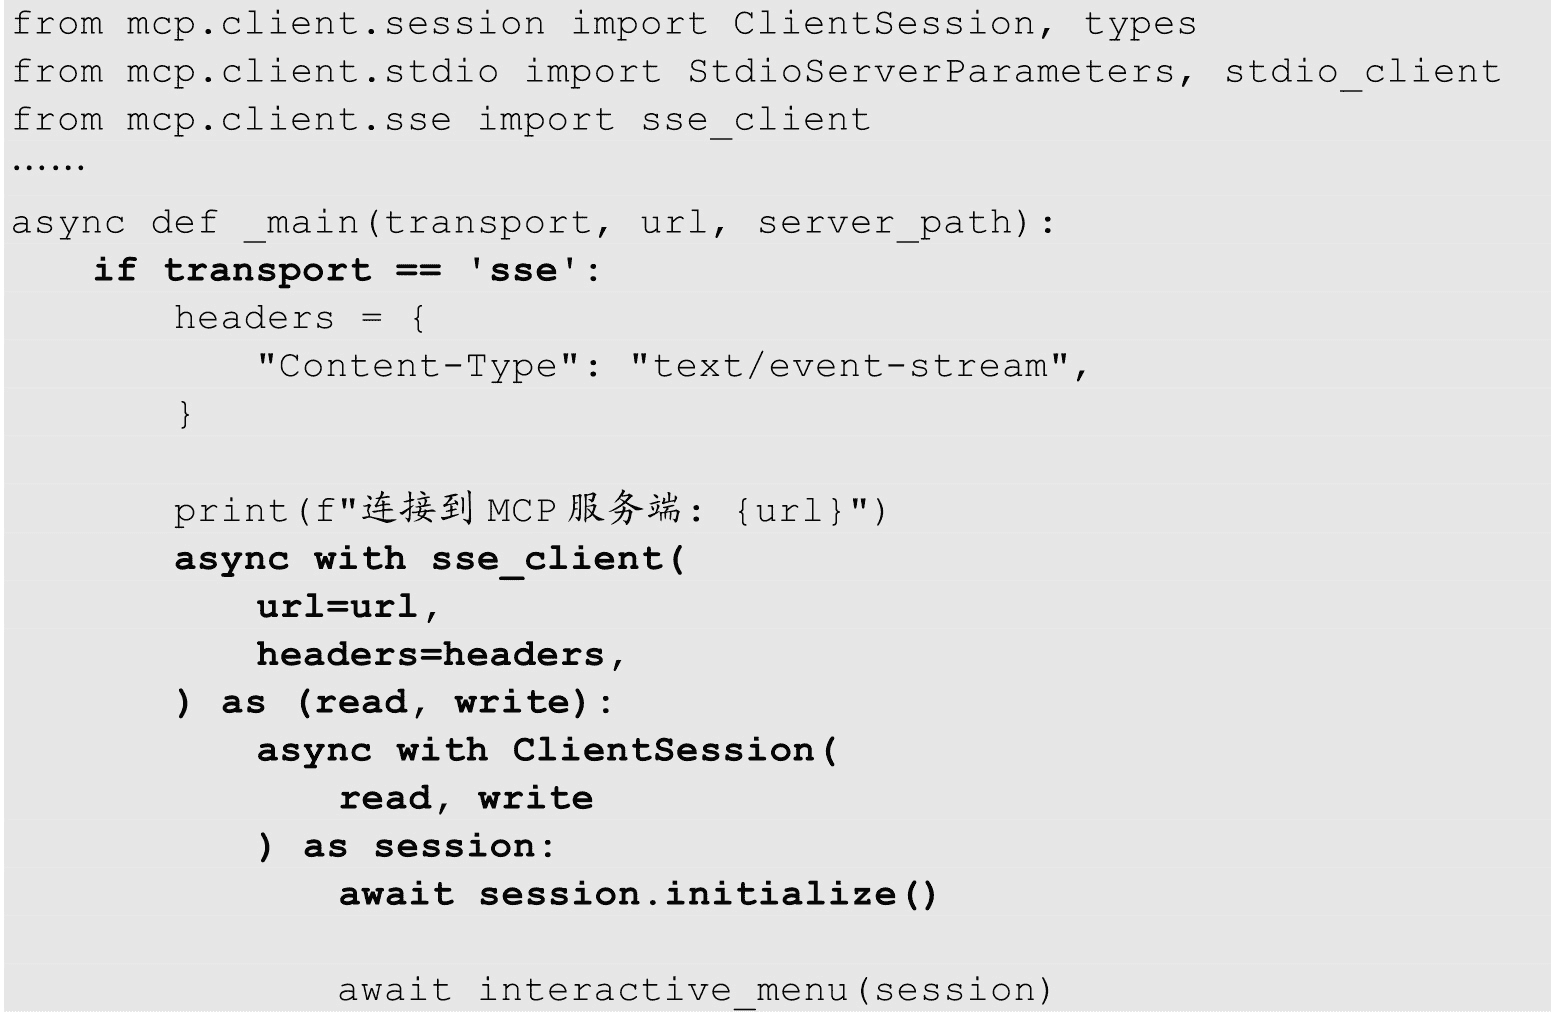 from mcp.client.session import ClientSession, types
from mcp.client.stdio import StdioServerParameters, stdio_client
from mcp.client.sse import sse_client
……
async def _main(transport, url, server_path):
    if transport == 'sse':
        headers = {
            "Content-Type": "text/event-stream",
        }
        print(f"连接到 MCP 服务端: {url}")
        async with sse_client(
            url=url,
            headers=headers,
        ) as (read, write):
            async with ClientSession(
                read, write
            ) as session:
                await session.initialize()
                await interactive_menu(session)